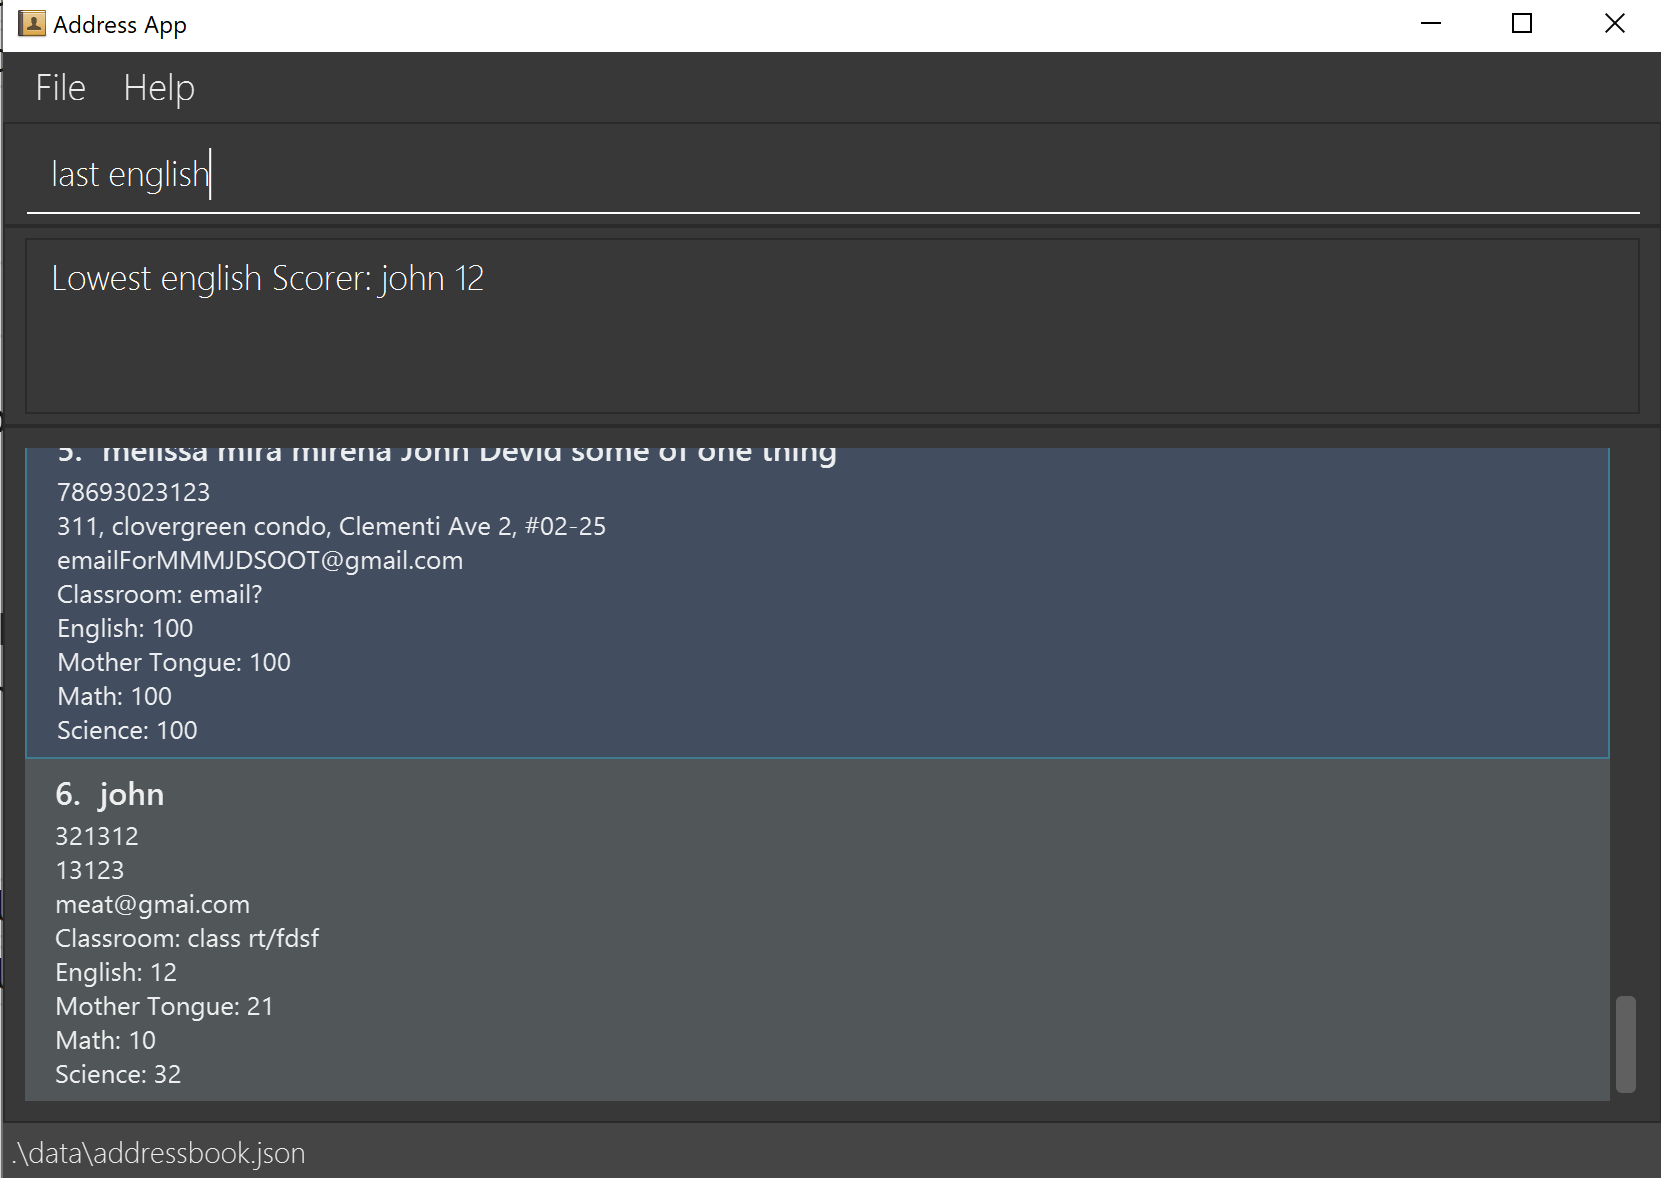 Address App
File Help
last english
Lowest english Scorer: john 12
5. melissa mira mirena John Devid some of one thing
78693023123
311, clovergreen condo, Clementi Ave 2, #02-25
emailForMMMJDSOOT@gmail.com
Classroom: email?
English: 100
Mother Tongue: 100
Math: 100
Science: 100
6. john
321312
13123
meat@gmai.com
Classroom: class rt/fdsf
English: 12
Mother Tongue: 21
Math: 10
Science: 32
.\data\addressbook.json